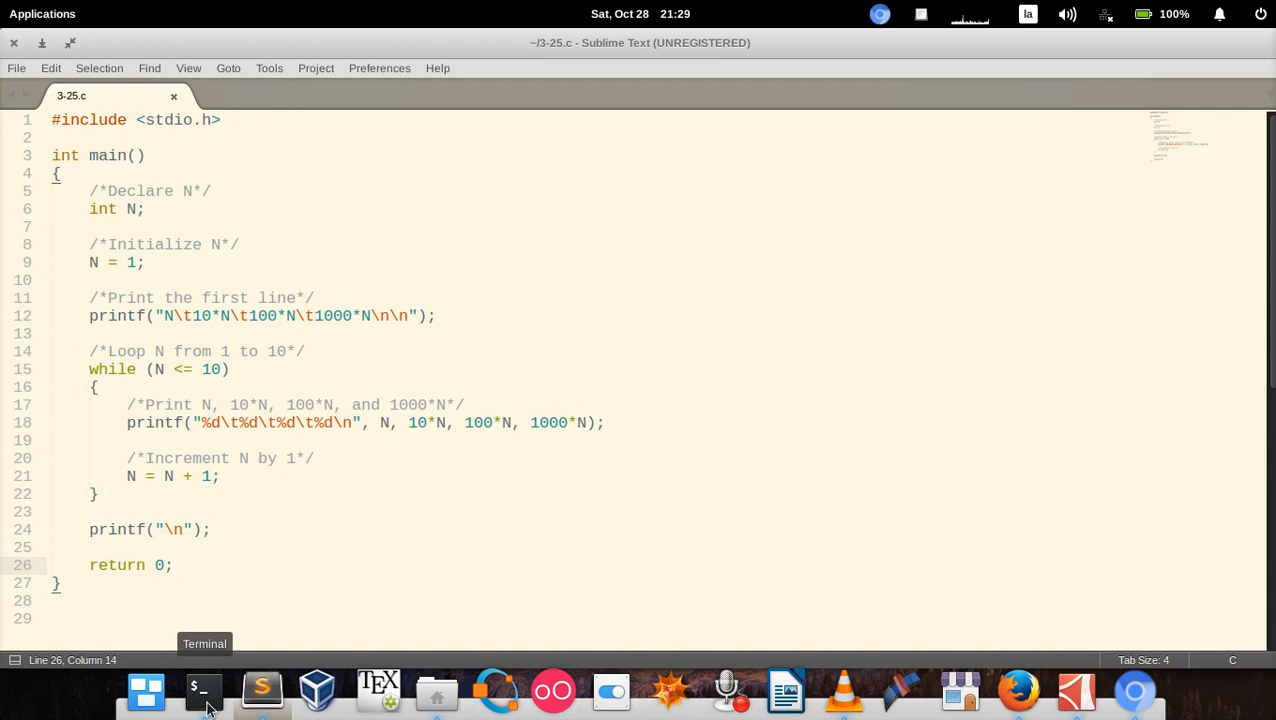 Applications
Sat, Oct 28 21:29
la
100%
~/3-25.c - Sublime Text (UNREGISTERED)
File Edit Selection Find View Goto Tools Project Preferences Help
3-25.c ×
1 #include <stdio.h>
2
3 int main()
4 {
5 /*Declare N*/
6 int N;
7
8 /*Initialize N*/
9 N = 1;
10
11 /*Print the first line*/
12 printf("N\t10*N\t100*N\t1000*N\n\n");
13
14 /*Loop N from 1 to 10*/
15 while (N <= 10)
16 {
17 /*Print N, 10*N, 100*N, and 1000*N*/
18 printf("%d\t%d\t%d\t%d\n", N, 10*N, 100*N, 1000*N);
19
20 /*Increment N by 1*/
21 N = N + 1;
22 }
23
24 printf("\n");
25
26 return 0;
27 }
28
29
Terminal
Line 26, Column 14
Tab Size: 4
C
>_
S
TEX